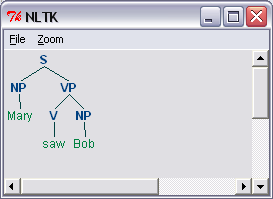 NLTK
File Zoom
S
NP VP
Mary V NP
saw Bob